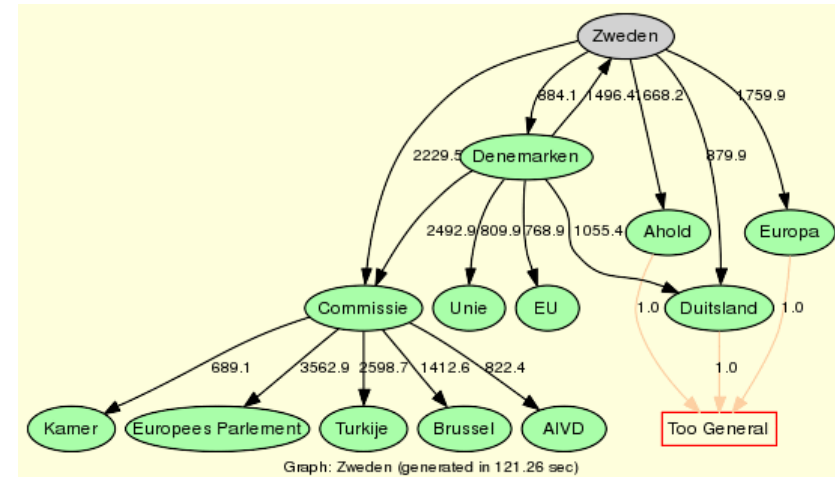 Zweden
884.1
1496.4
1668.2
1759.9
2229.5
Denemarken
879.9
2492.9
809.9
768.9
1055.4
Ahold
Europa
Commissie
Unie
EU
Duitsland
1.0
1.0
689.1
3562.9
2598.7
1412.6
822.4
1.0
Kamer
Europees Parlement
Turkije
Brussel
AIVD
Too General
Graph: Zweden (generated in 121.26 sec)